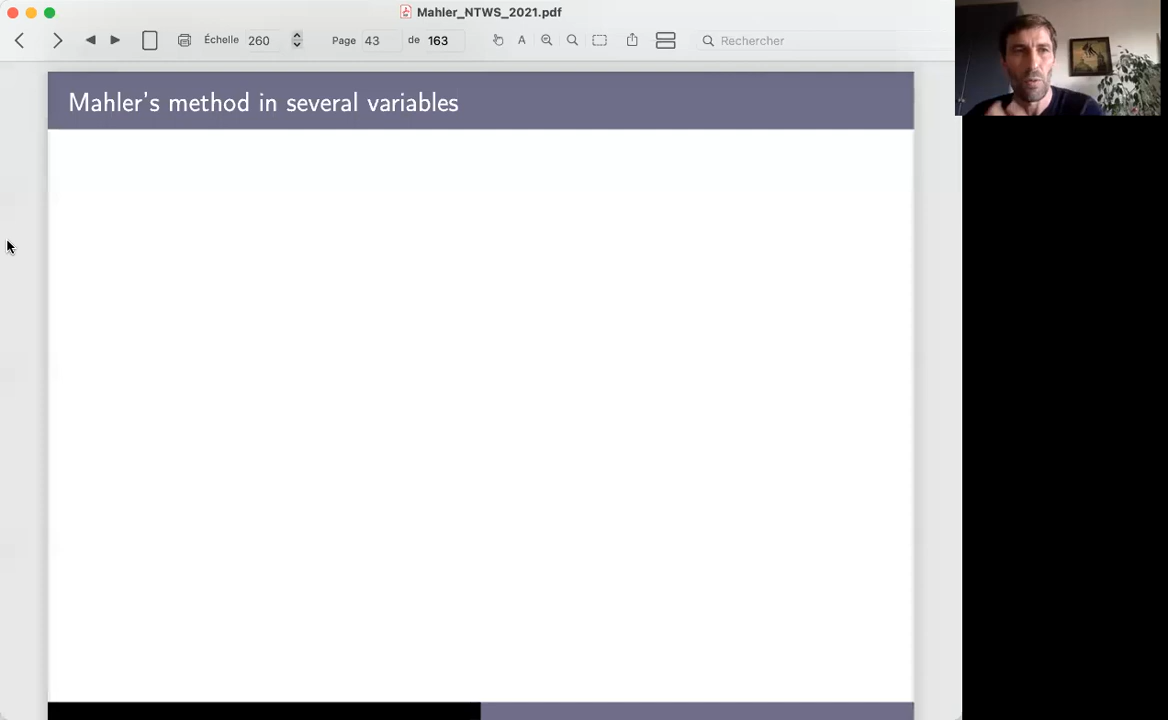 Mahler_NTWS_2021.pdf
Échelle 260 Page 43 de 163 A Rechercher
Mahler's method in several variables